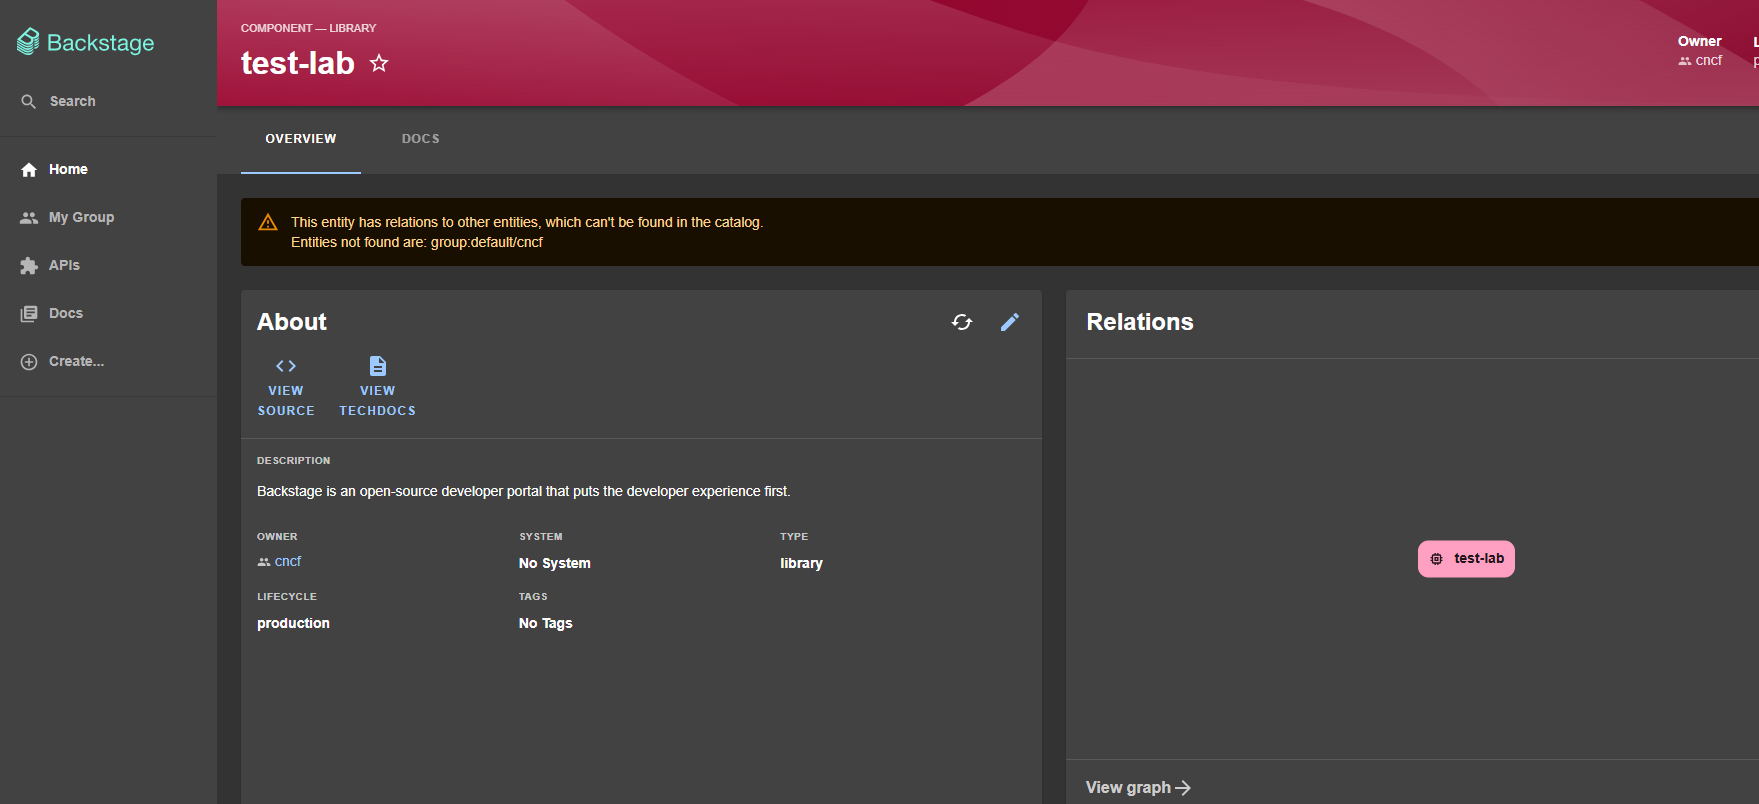 Backstage
Search
Home
My Group
APIs
Docs
Create...
COMPONENT — LIBRARY
test-lab
Owner
cncf
OVERVIEW
DOCS
This entity has relations to other entities, which can't be found in the catalog.
Entities not found are: group:default/cncf
About
VIEW
SOURCE
VIEW
TECHDOCS
DESCRIPTION
Backstage is an open-source developer portal that puts the developer experience first.
OWNER
cncf
SYSTEM
No System
TYPE
library
LIFECYCLE
production
TAGS
No Tags
Relations
test-lab
View graph